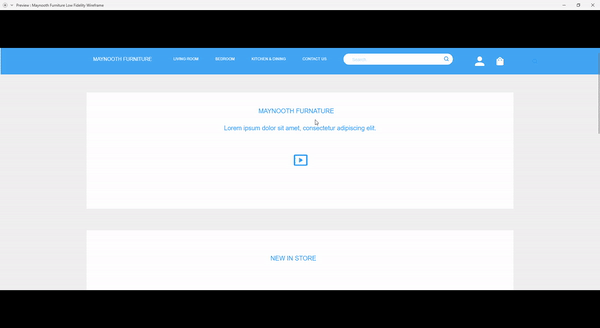 Preview - Maynooth Furniture Low Fidelity Wireframe
MAYNOOTH FURNITURE LIVING ROOM BEDROOM KITCHEN & DINING CONTACT US Search
MAYNOOTH FURNATURE
Lorem ipsum dolor sit amet, consectetur adipiscing elit.
NEW IN STORE